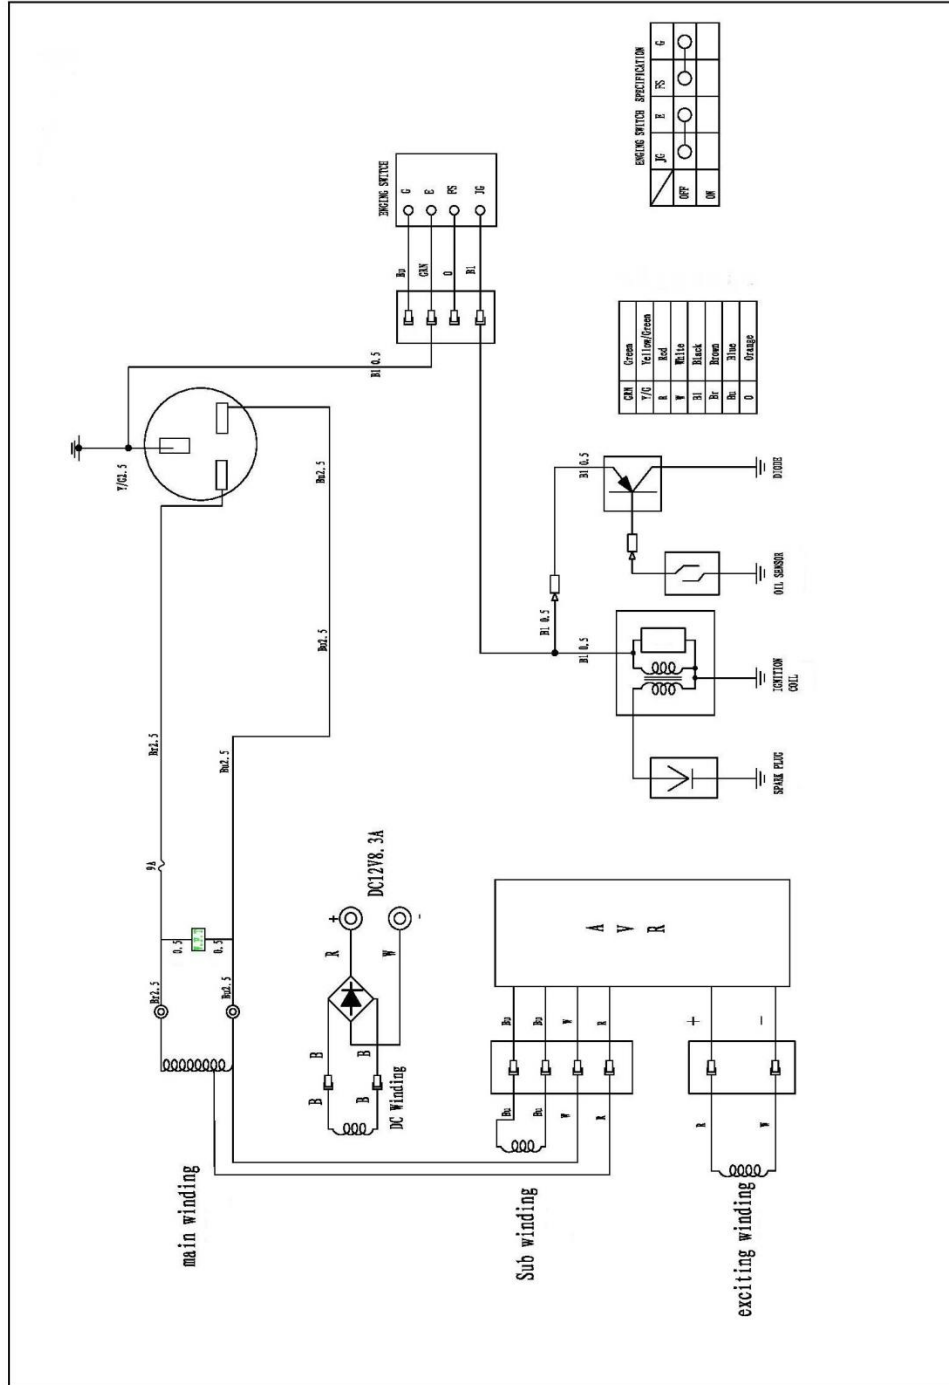 Y/G2.5
Br2.5
9A
Br2.5
0.5
0.5
main winding
Bu2.5
Bu2.5
Bu2.5
Bu2.5
B
B
B
B
DC Winding
R
W
+
-
DC12V8.3A
Bl 0.5
ENGING SWITCH
G
E
FS
JG
Bu
GRN
O
Bl
Sub winding
Bu
Bu
W
R
Bu
Bu
W
R
A V R
exciting winding
R
W
+
-
Bl 0.5
Bl 0.5
Bl 0.5
SPARK PLUG
IGNITION
COIL
OIL SENSOR
DIODE
GRN Green
Y/G Yellow/Green
R Red
W White
Bl Black
Br Brown
Bu Blue
O Orange
ENGING SWITCH SPECIFICATION
JG E FS G
OFF
ON